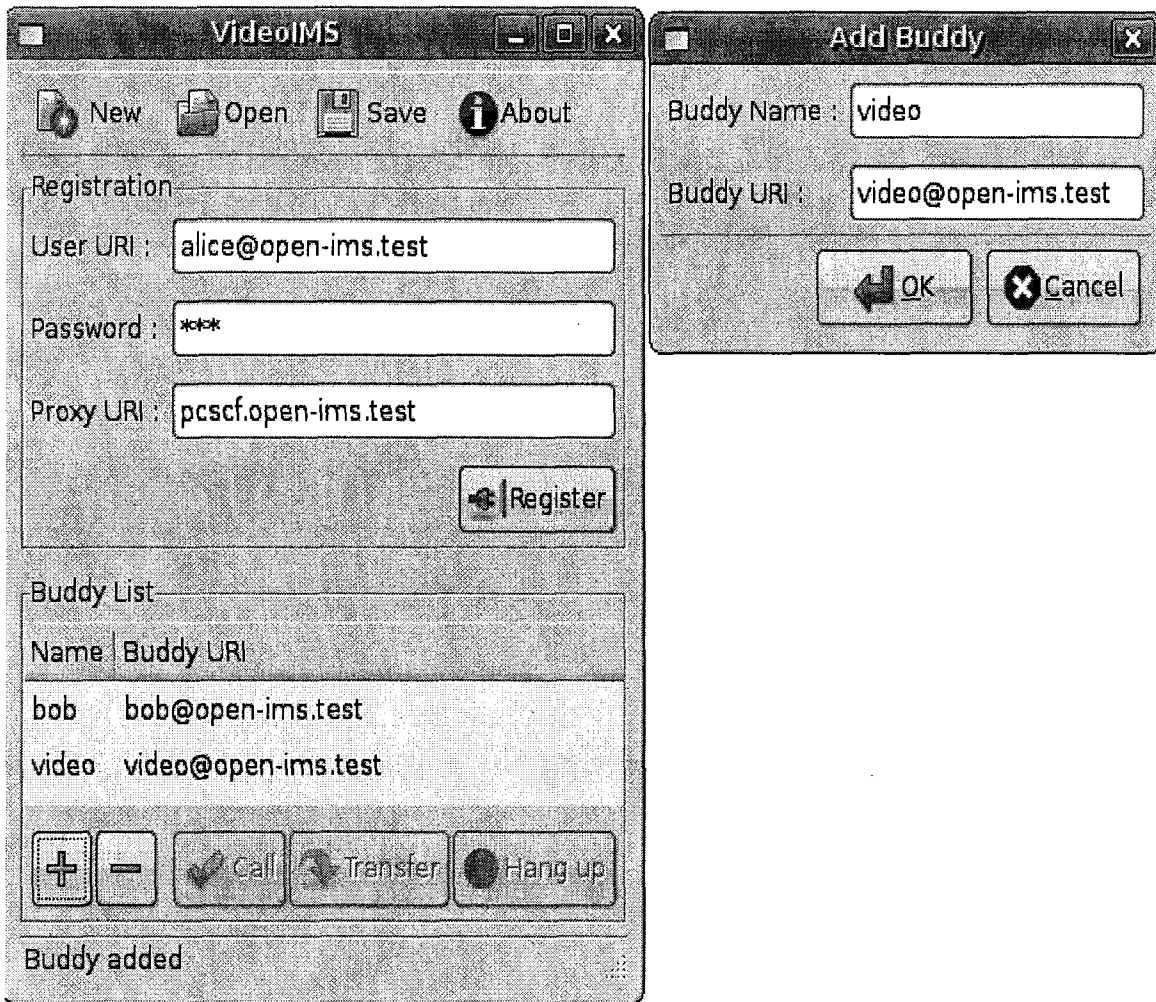 VideoIMS
New Open Save About
Registration
User URI : alice@open-ims.test
Password : ***
Proxy URI : pcscf.open-ims.test
Register
Buddy List
Name Buddy URI
bob bob@open-ims.test
video video@open-ims.test
Call Transfer Hang up
Buddy added
Add Buddy
Buddy Name : video
Buddy URI : video@open-ims.test
OK Cancel